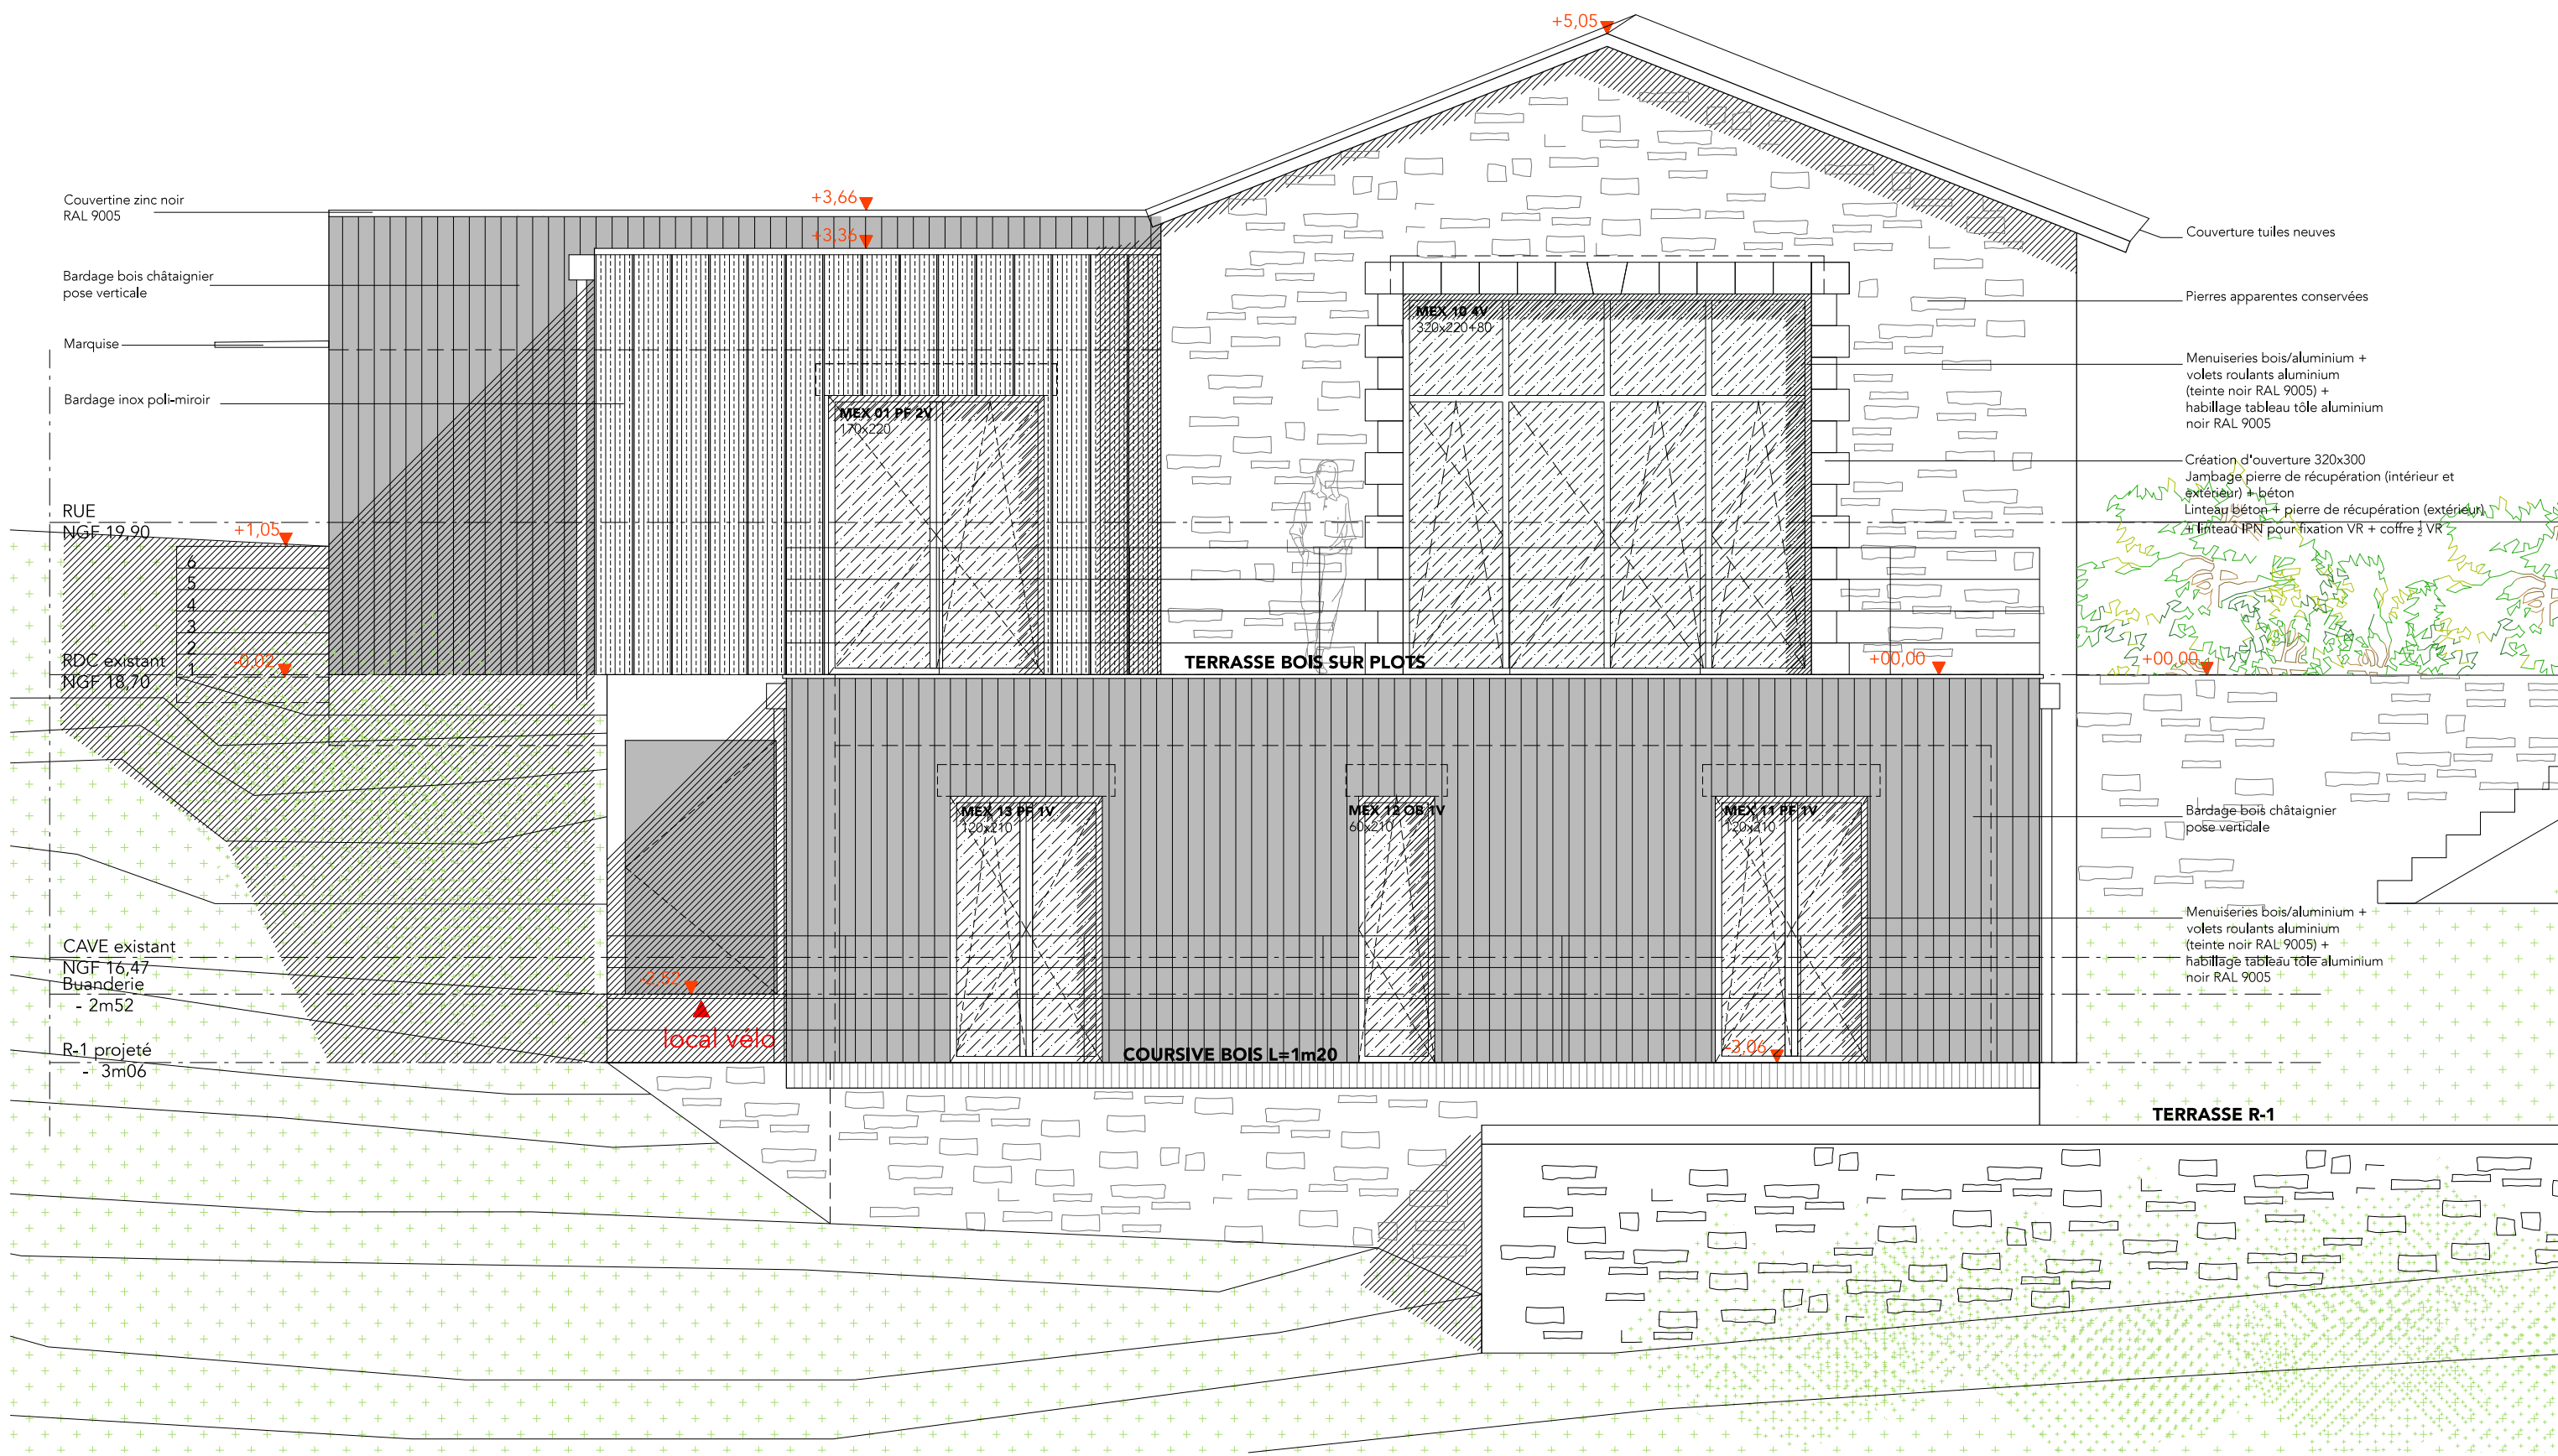 +5,05
Couvertine zinc noir
RAL 9005
+3,66
+3,36
Couverture tuiles neuves
Bardage bois châtaignier
pose verticale
Pierres apparentes conservées
MEX 10 4V
320x220+80
Marquise
Menuiseries bois/aluminium +
volets roulants aluminium
(teinte noir RAL 9005) +
habillage tableau tôle aluminium
noir RAL 9005
Bardage inox poli-miroir
MEX 01 PF 2V
170x220
Création d'ouverture 320x300
Jambage pierre de récupération (intérieur et
extérieur) + béton
Linteau béton + pierre de récupération (extérieur)
+ linteau IPN pour fixation VR + coffre ½ VR
RUE
NGF 19,90
+1,05
6
5
4
3
2
1
RDC existant
NGF 18,70
-0,02
TERRASSE BOIS SUR PLOTS
+00,00
+00,00
MEX 13 PF 1V
120x210
MEX 12 OB 1V
60x210
MEX 11 PF 1V
120x210
Bardage bois châtaignier
pose verticale
Menuiseries bois/aluminium +
volets roulants aluminium
(teinte noir RAL 9005) +
habillage tableau tôle aluminium
noir RAL 9005
CAVE existant
NGF 16,47
Buanderie
- 2m52
-2,52
local vélo
R-1 projeté
- 3m06
COURSIVE BOIS L=1m20
-3,06
TERRASSE R-1